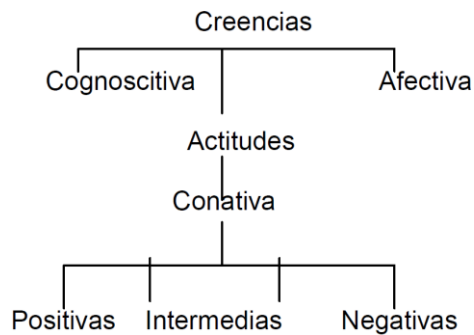 Creencias
Cognoscitiva Afectiva
Actitudes
Conativa
Positivas Intermedias Negativas